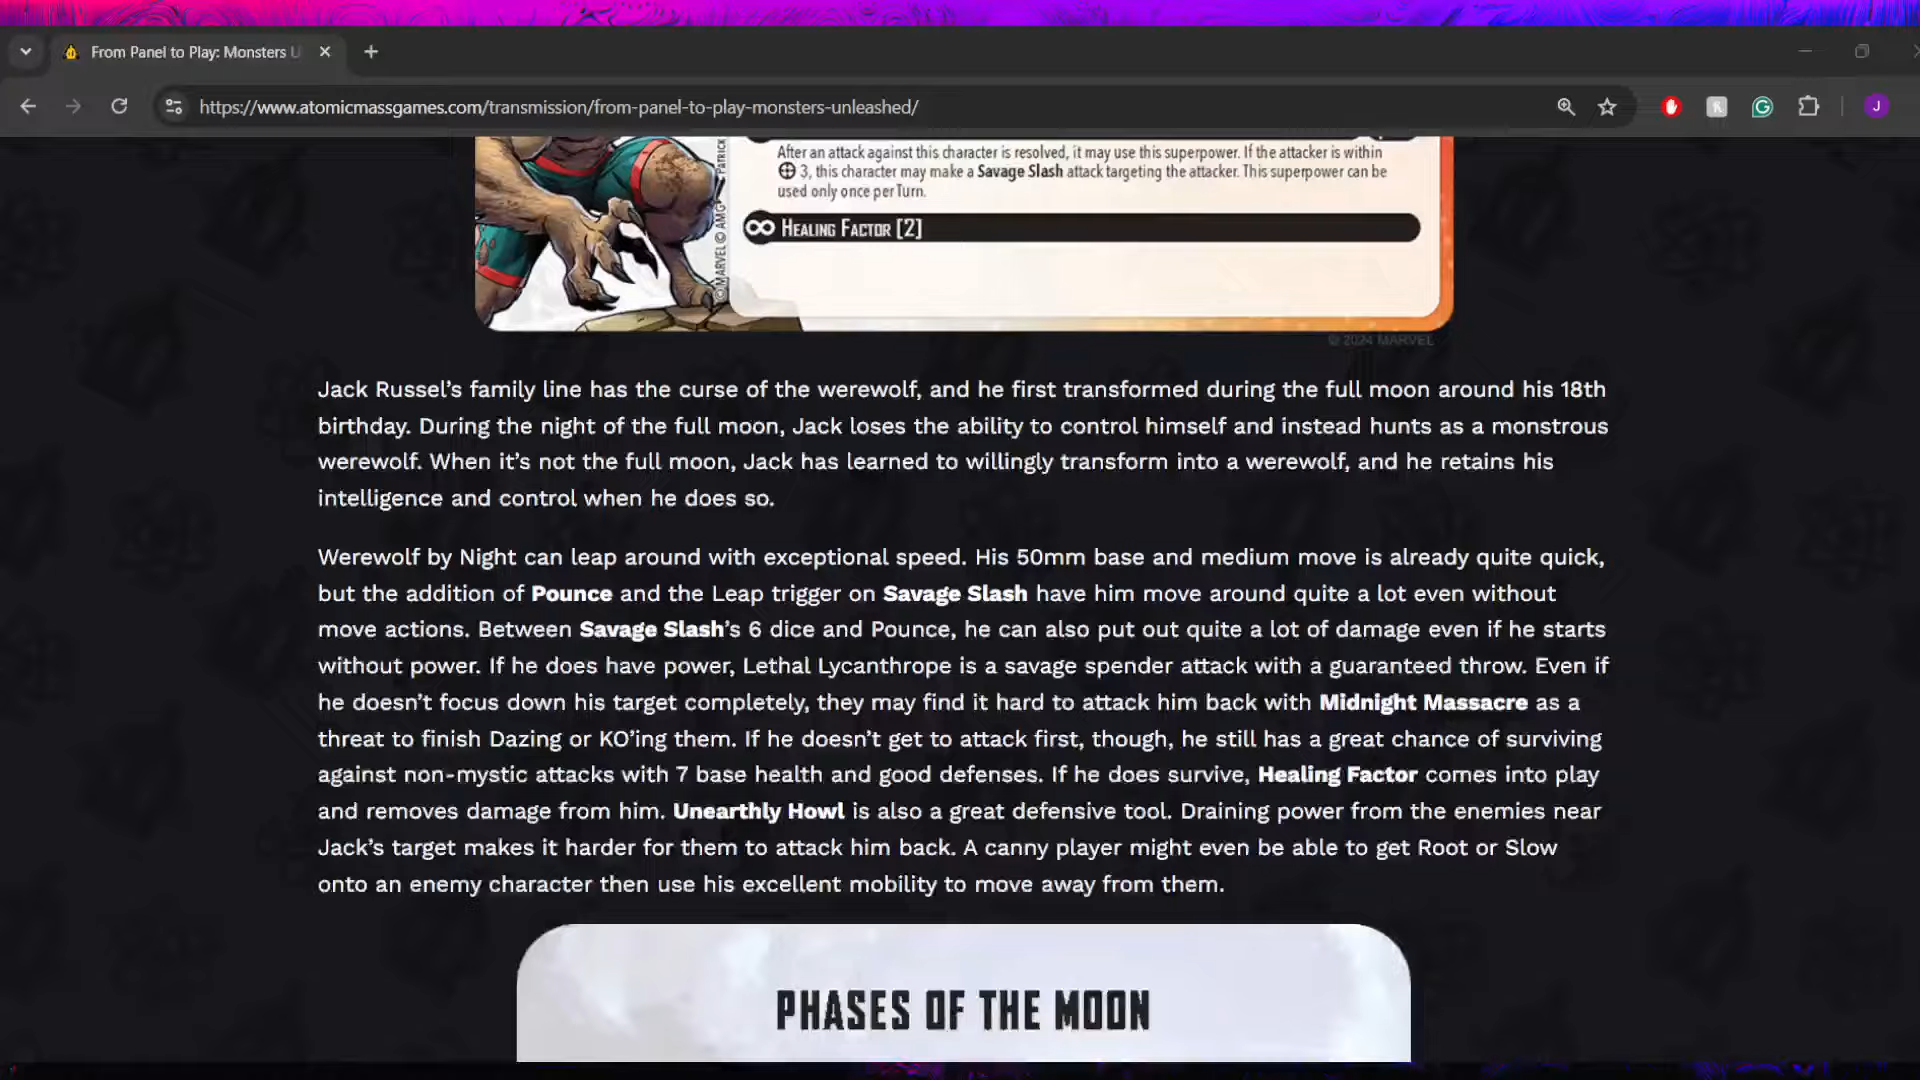 From Panel to Play: Monsters U
https://www.atomicmassgames.com/transmission/from-panel-to-play-monsters-unleashed/
J
After an attack against this character is resolved, it may use this superpower. If the attacker is within
3, this character may make a Savage Slash attack targeting the attacker. This superpower can be
used only once per Turn.
HEALING FACTOR [2]
© MARVEL © AMG PATRICK
© 2024 MARVEL
Jack Russel’s family line has the curse of the werewolf, and he first transformed during the full moon around his 18th
birthday. During the night of the full moon, Jack loses the ability to control himself and instead hunts as a monstrous
werewolf. When it’s not the full moon, Jack has learned to willingly transform into a werewolf, and he retains his
intelligence and control when he does so.
Werewolf by Night can leap around with exceptional speed. His 50mm base and medium move is already quite quick,
but the addition of Pounce and the Leap trigger on Savage Slash have him move around quite a lot even without
move actions. Between Savage Slash’s 6 dice and Pounce, he can also put out quite a lot of damage even if he starts
without power. If he does have power, Lethal Lycanthrope is a savage spender attack with a guaranteed throw. Even if
he doesn’t focus down his target completely, they may find it hard to attack him back with Midnight Massacre as a
threat to finish Dazing or KO’ing them. If he doesn’t get to attack first, though, he still has a great chance of surviving
against non-mystic attacks with 7 base health and good defenses. If he does survive, Healing Factor comes into play
and removes damage from him. Unearthly Howl is also a great defensive tool. Draining power from the enemies near
Jack’s target makes it harder for them to attack him back. A canny player might even be able to get Root or Slow
onto an enemy character then use his excellent mobility to move away from them.
PHASES OF THE MOON